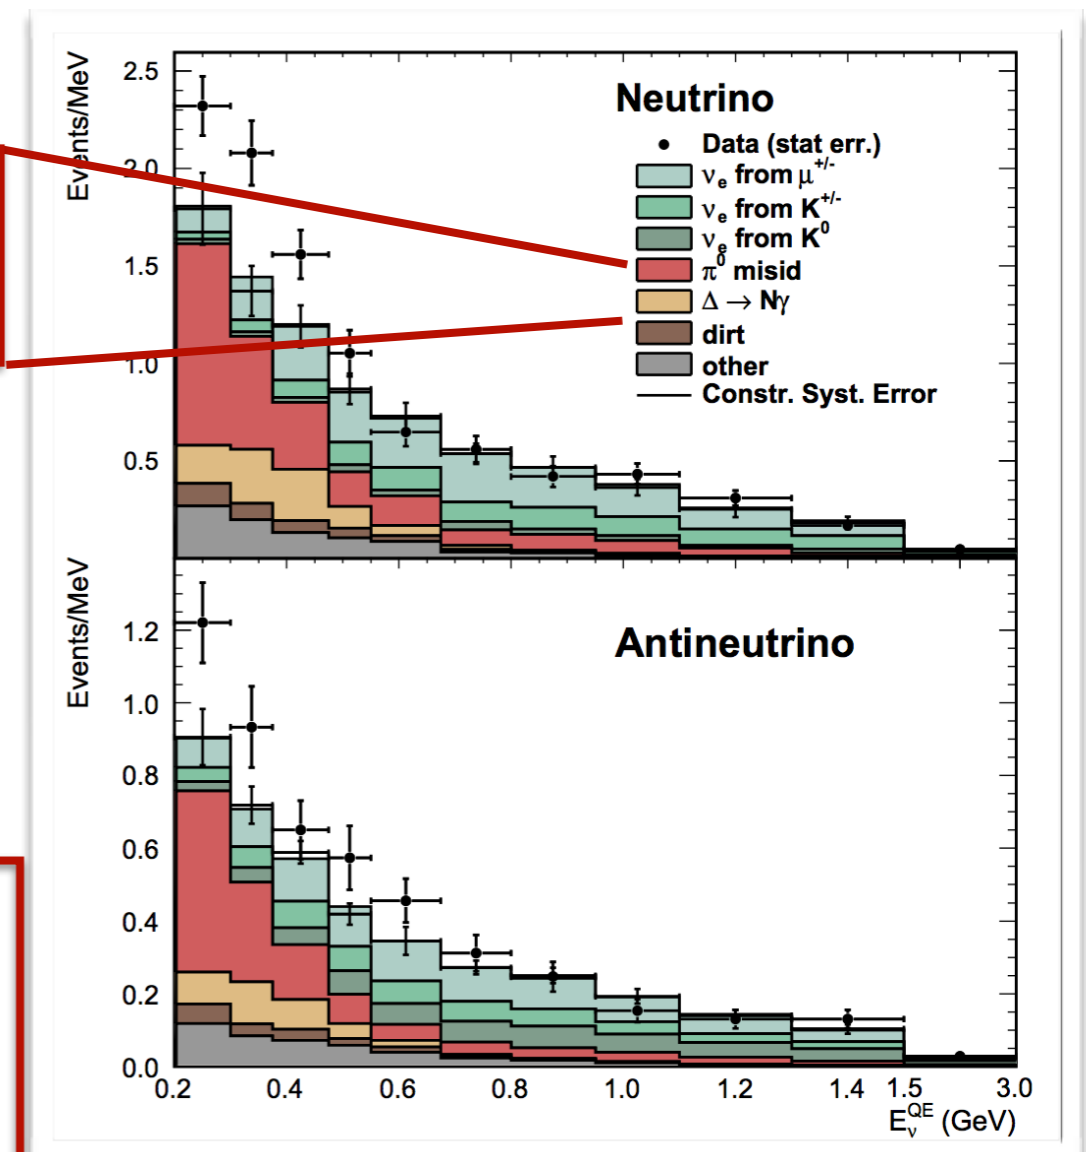 Events/MeV
2.5
2.0
1.5
1.0
0.5
Neutrino
Data (stat err.)
νe from μ+/-
νe from K+/-
νe from K0
π0 misid
Δ → Nγ
dirt
other
Constr. Syst. Error
Events/MeV
1.2
1.0
0.8
0.6
0.4
0.2
0.0
Antineutrino
0.2 0.4 0.6 0.8 1.0 1.2 1.4 1.5 3.0
EνQE (GeV)